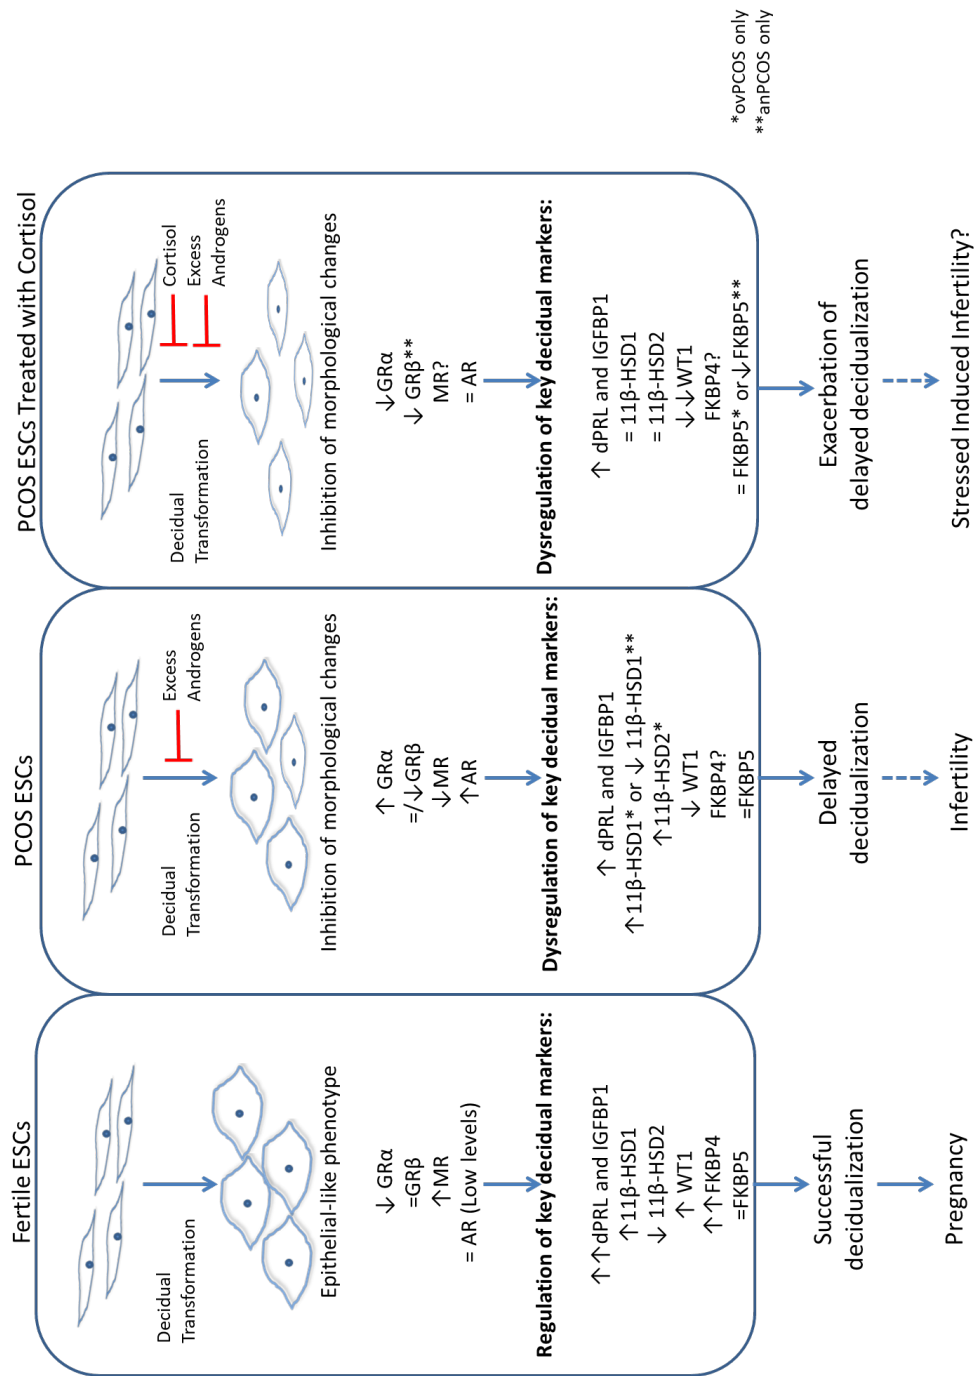 Fertile ESCs
Decidual
Transformation
Epithelial-like phenotype
↓ GRα
=GRβ
↑MR
= AR (Low levels)
Regulation of key decidual markers:
↑↑dPRL and IGFBP1
↑11β-HSD1
↓ 11β-HSD2
↑ WT1
↑↑FKBP4
=FKBP5
Successful
decidualization
Pregnancy
PCOS ESCs
Decidual
Transformation
Excess
Androgens
Inhibition of morphological changes
↑ GRα
=/↓GRβ
↓MR
↑AR
Dysregulation of key decidual markers:
↑ dPRL and IGFBP1
↑11β-HSD1* or ↓ 11β-HSD1**
↑11β-HSD2*
↓ WT1
FKBP4?
=FKBP5
Delayed
decidualization
Infertility
PCOS ESCs Treated with Cortisol
Decidual
Transformation
Cortisol
Excess
Androgens
Inhibition of morphological changes
↓GRα
↓ GRβ**
MR?
= AR
Dysregulation of key decidual markers:
↑ dPRL and IGFBP1
= 11β-HSD1
= 11β-HSD2
↓↓WT1
FKBP4?
= FKBP5* or↓FKBP5**
Exacerbation of
delayed decidualization
Stressed Induced Infertility?
*ovPCOS only
**anPCOS only